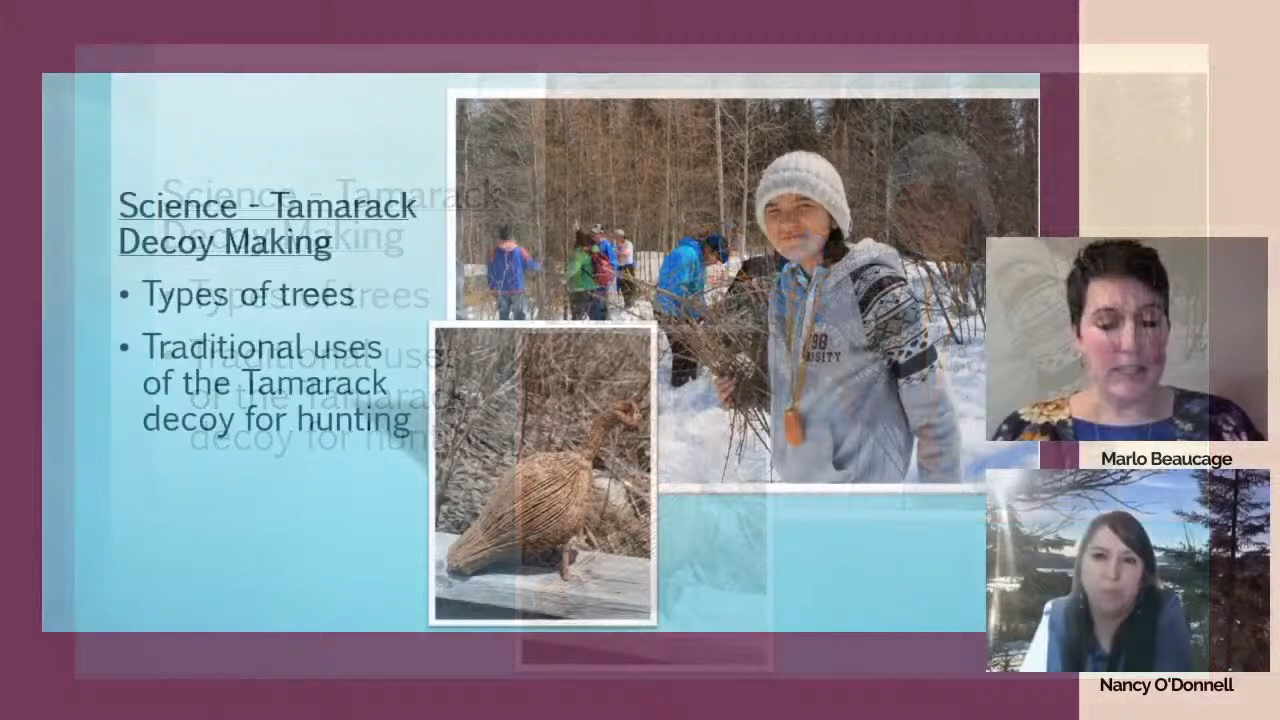 Science - Tamarack
Decoy Making
• Types of trees
• Traditional uses
of the Tamarack
decoy for hunting
Marlo Beaucage
Nancy O'Donnell